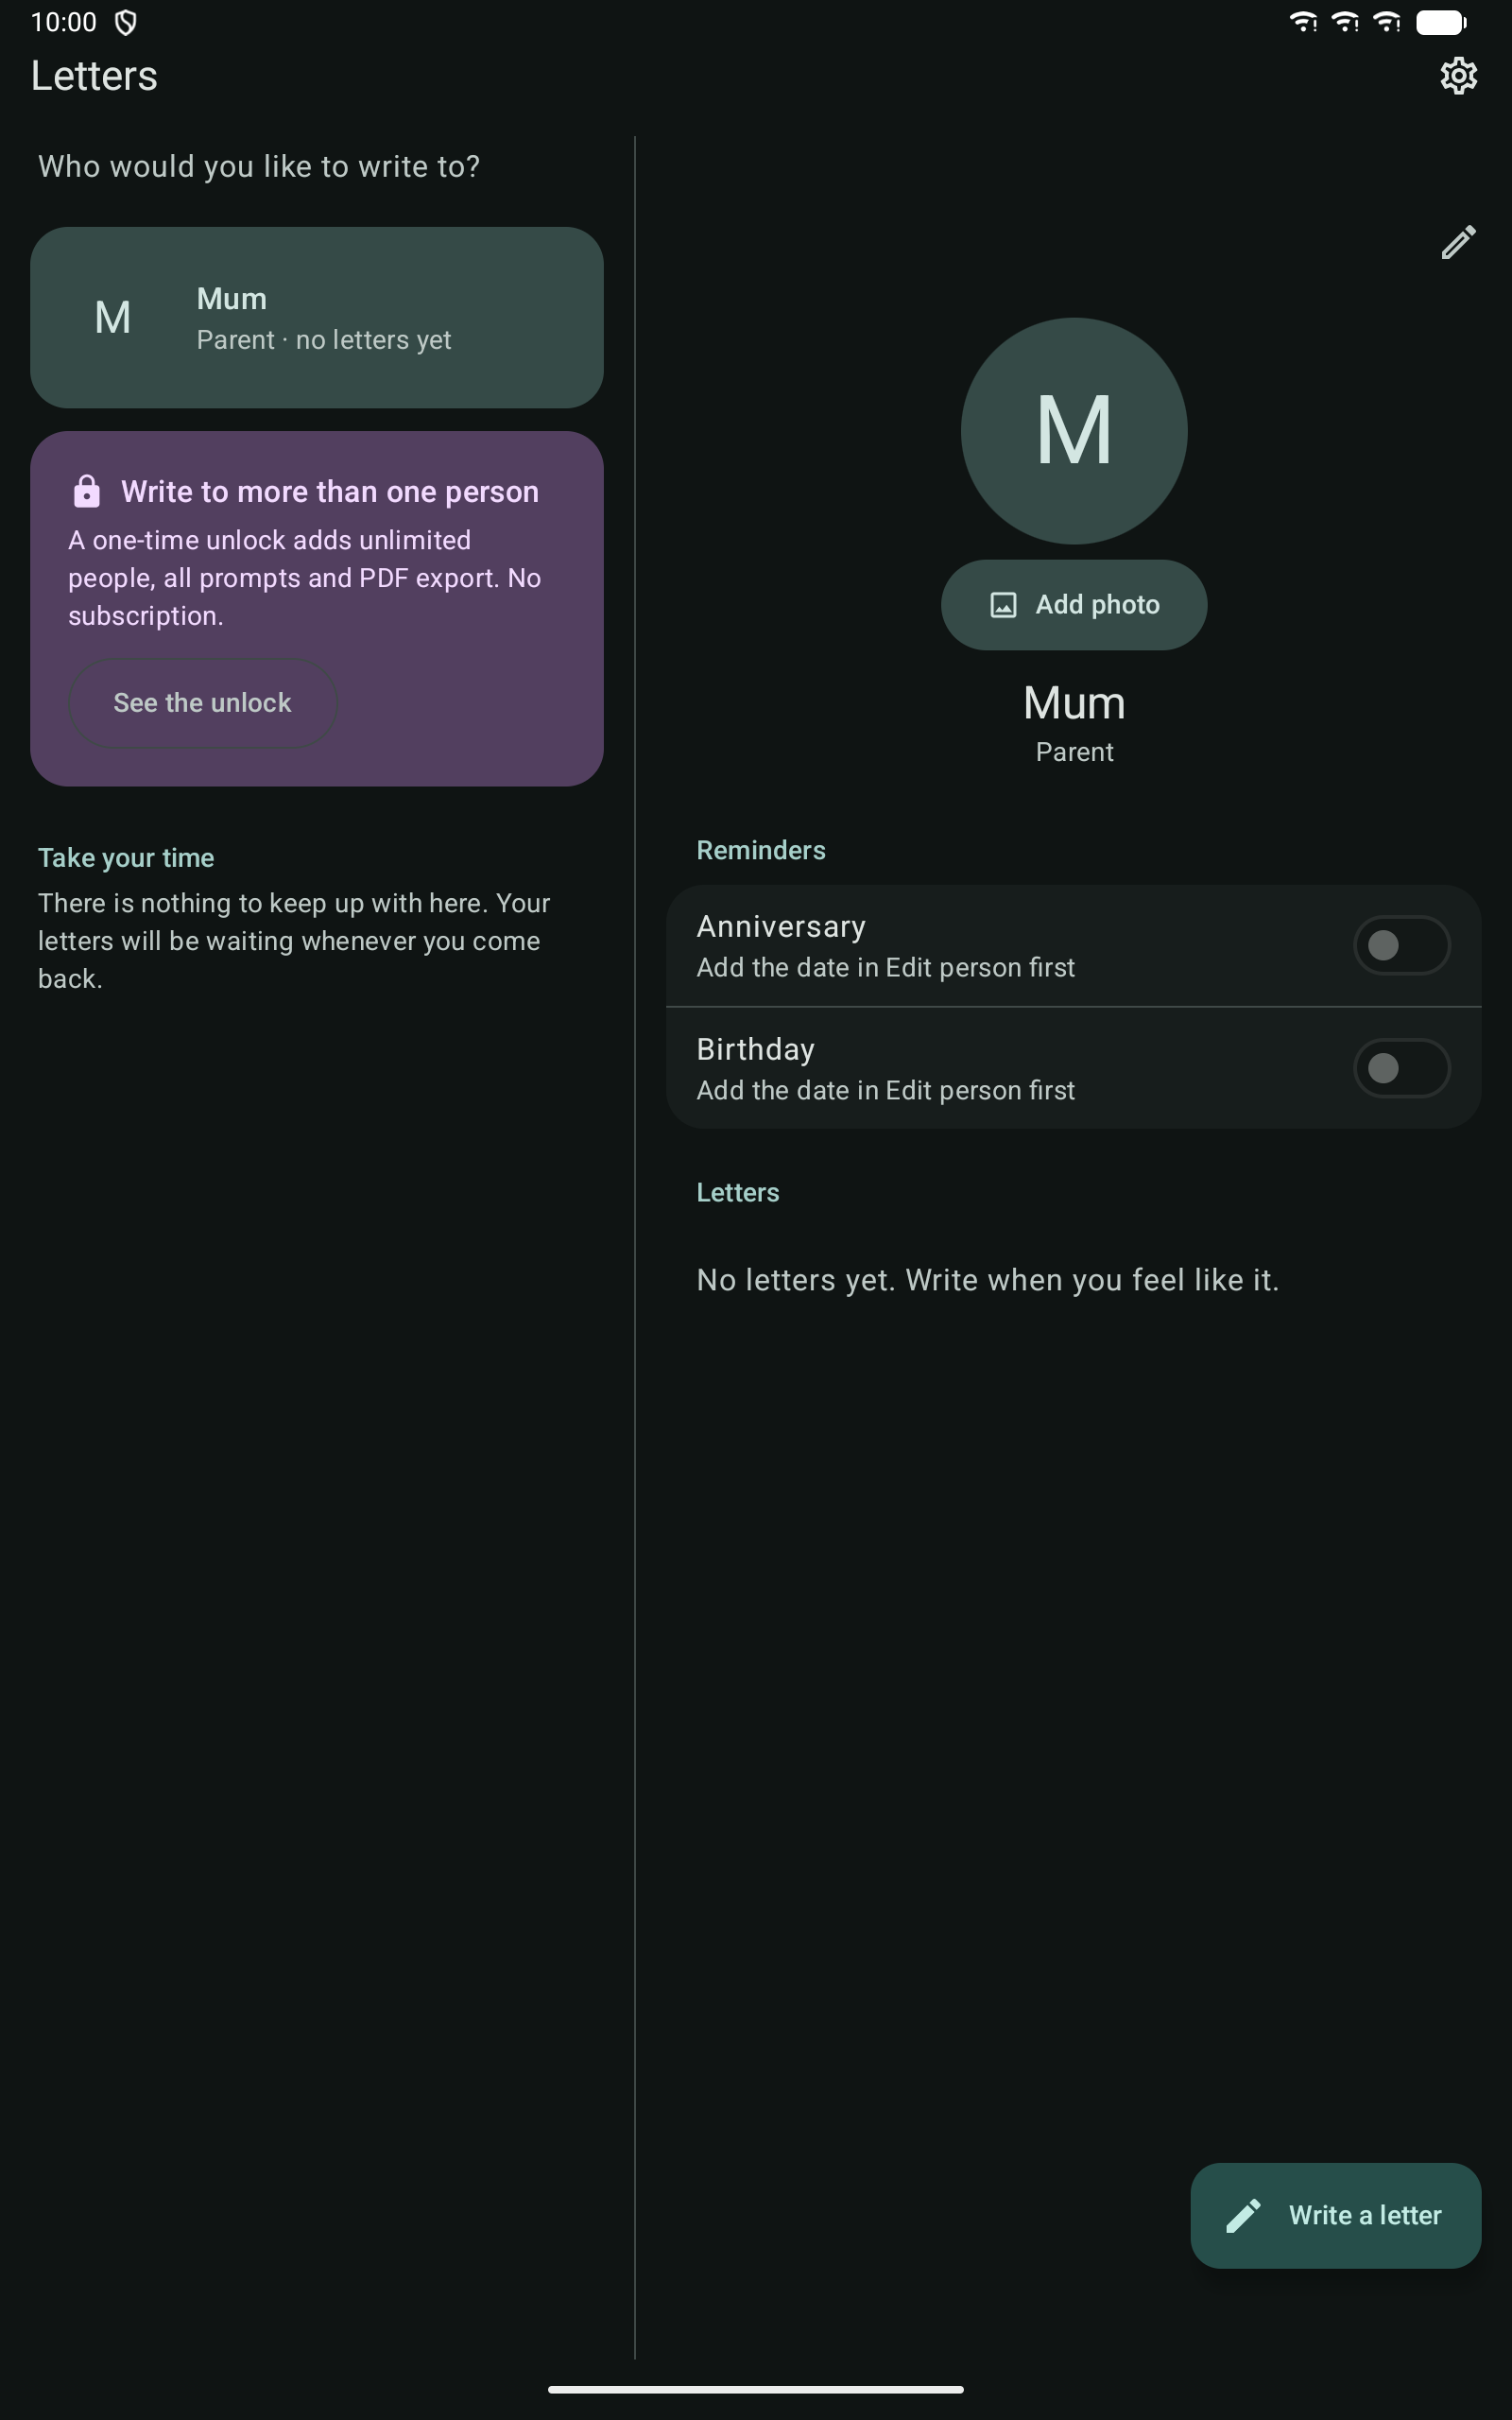 10:00
Letters
Who would you like to write to?
M
Mum
Parent · no letters yet
Write to more than one person
A one-time unlock adds unlimited
people, all prompts and PDF export. No
subscription.
See the unlock
Take your time
There is nothing to keep up with here. Your
letters will be waiting whenever you come
back.
M
Add photo
Mum
Parent
Reminders
Anniversary
Add the date in Edit person first
Birthday
Add the date in Edit person first
Letters
No letters yet. Write when you feel like it.
Write a letter